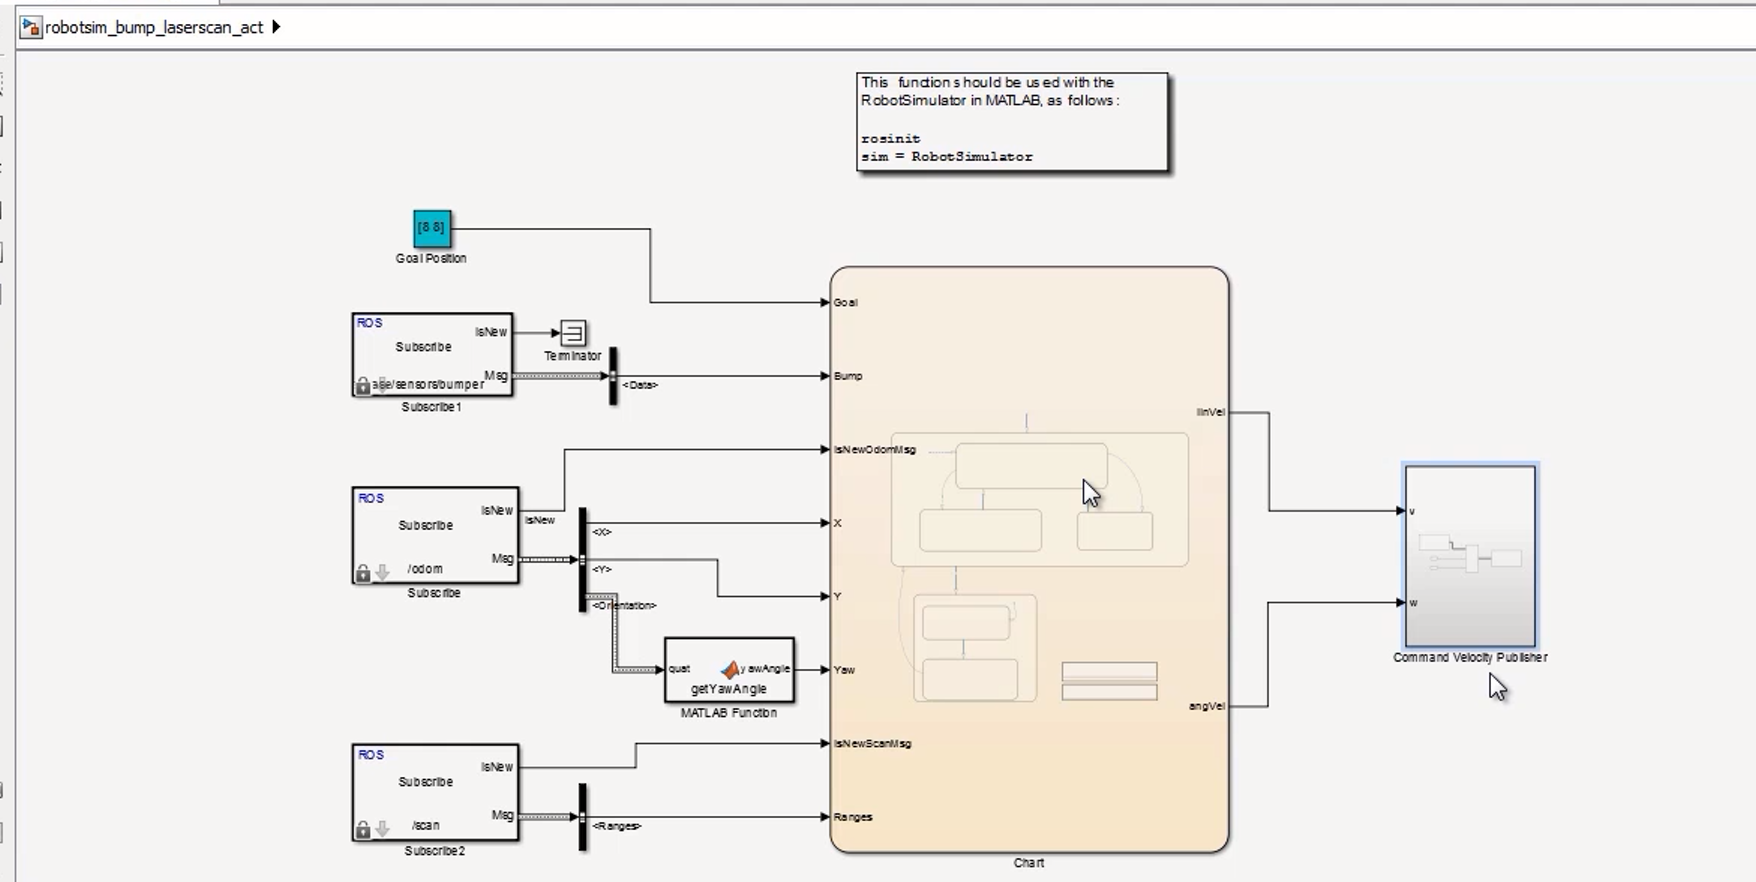 robotsim_bump_laserscan_act
This function should be used with the
RobotSimulator in MATLAB, as follows:
rosinit
sim = RobotSimulator
[8 8]
Goal Position
Goal
ROS
IsNew
Subscribe
Terminator
Msg
ase/sensors/bumper
<Data>
Bump
Subscribe1
linVel
IsNewOdomMsg
ROS
IsNew
IsNew
Subscribe
<X>
X
Msg
/odom
<Y>
Y
Subscribe
<Orientation>
v
w
Command Velocity Publisher
quat
yawAngle
getYawAngle
Yaw
MATLAB Function
angVel
IsNewScanMsg
ROS
IsNew
Subscribe
Msg
/scan
<Ranges>
Ranges
Subscribe2
Chart